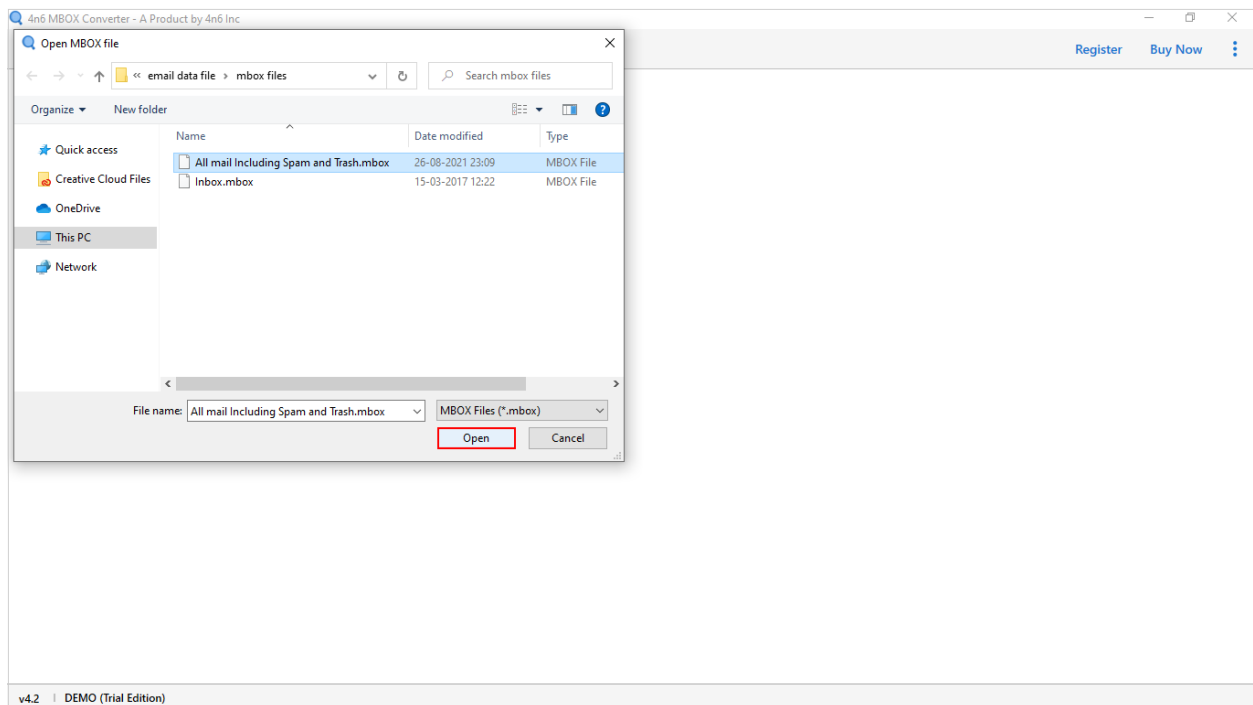 4n6 MBOX Converter - A Product by 4n6 Inc
Open MBOX file
Register Buy Now
« email data file › mbox files
Search mbox files
Organize New folder
?
Name Date modified Type
Quick access
All mail Including Spam and Trash.mbox 26-08-2021 23:09 MBOX File
Creative Cloud Files
Inbox.mbox 15-03-2017 12:22 MBOX File
OneDrive
This PC
Network
File name: All mail Including Spam and Trash.mbox MBOX Files (*.mbox)
Open Cancel
v4.2 | DEMO (Trial Edition)